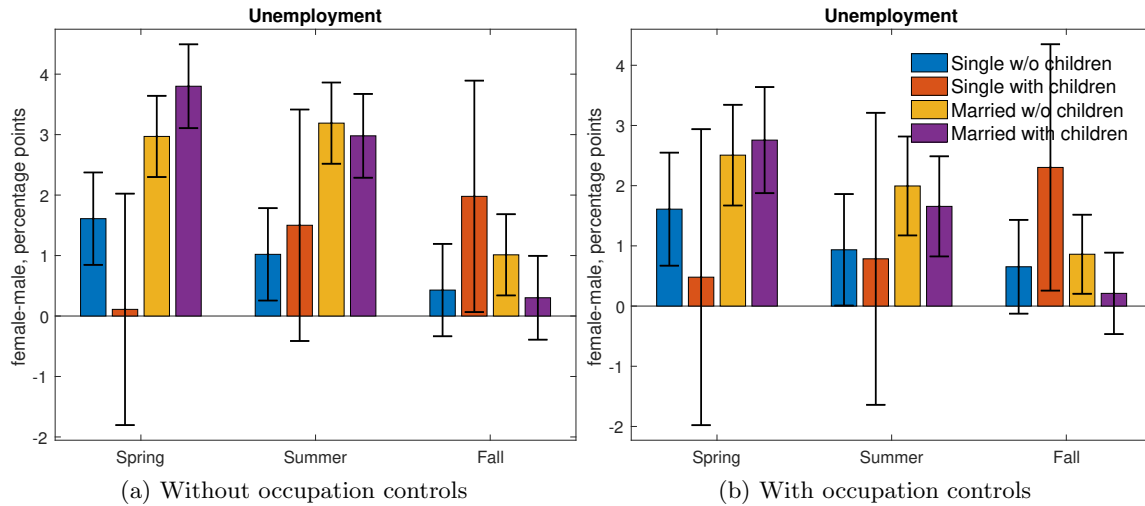 Unemployment
female-male, percentage points
4
3
2
1
0
-1
-2
Spring
Summer
Fall
(a) Without occupation controls
Unemployment
female-male, percentage points
4
3
2
1
0
-1
-2
Single w/o children
Single with children
Married w/o children
Married with children
Spring
Summer
Fall
(b) With occupation controls